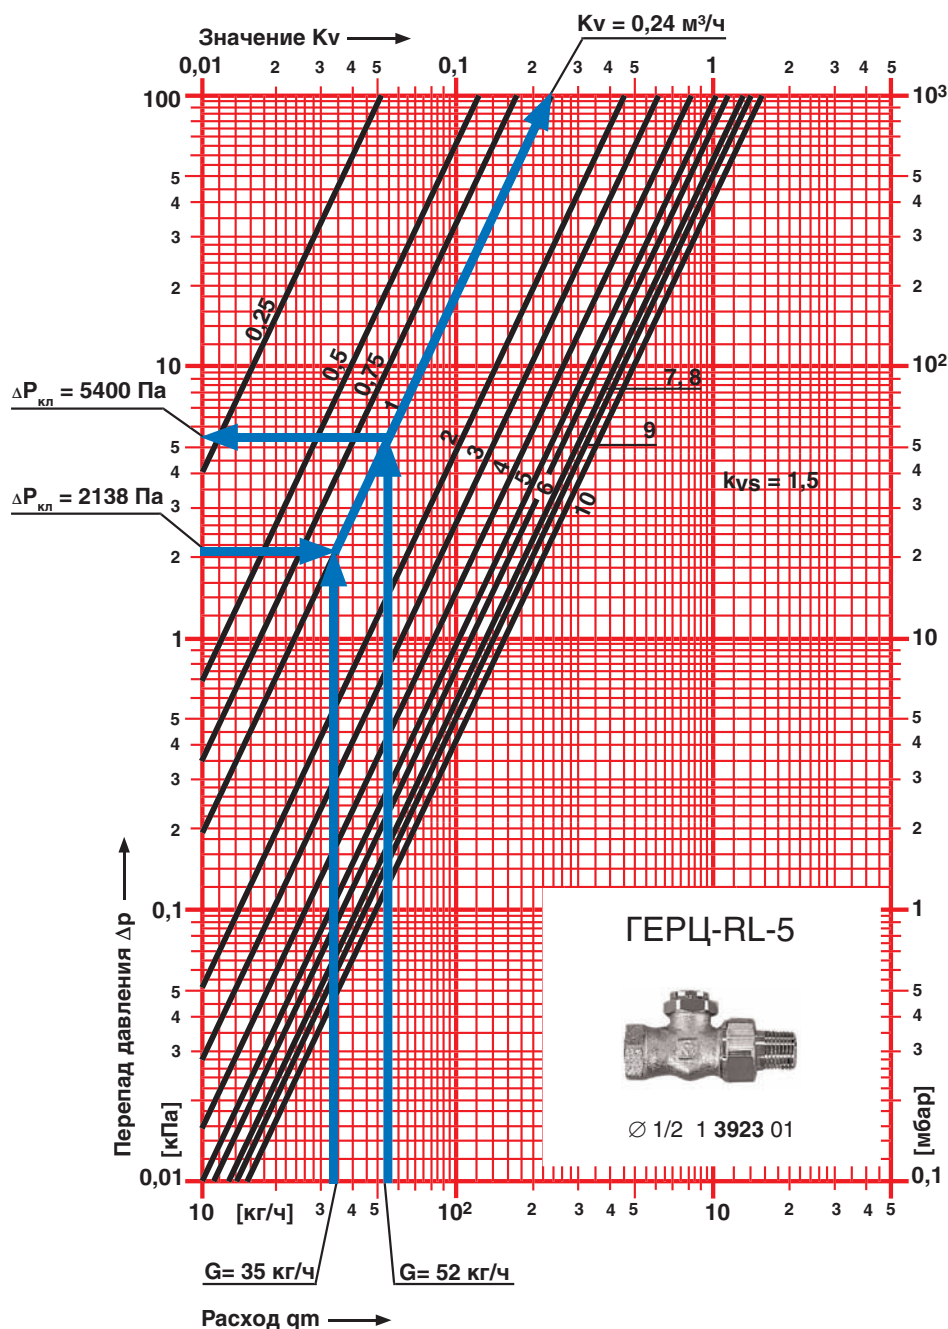 Kv = 0,24 м³/ч
Значение Kv
0,01 2 3 4 5 0,1 2 3 4 5 1 2 3 4 5
100 10³
5 5
4 4
3 3
2 2
0,25
0,5
0,75
10 10²
ΔPкл = 5400 Па
1
7, 8
2 3 4 5 6 9 10
5 5
4 4
kvs = 1,5
ΔPкл = 2138 Па
3 3
2 2
1 10
5 5
4 4
3 3
2 2
0,1 1
5 5
4 4
3 3
2 2
0,01 0,1
Перепад давления Δp
[кПа]
[мбар]
ГЕРЦ-RL-5
∅ 1/2 1 3923 01
10 [кг/ч] 3 4 5 10² 2 3 4 5 10 2 3 4 5
G= 35 кг/ч
G= 52 кг/ч
Расход qm